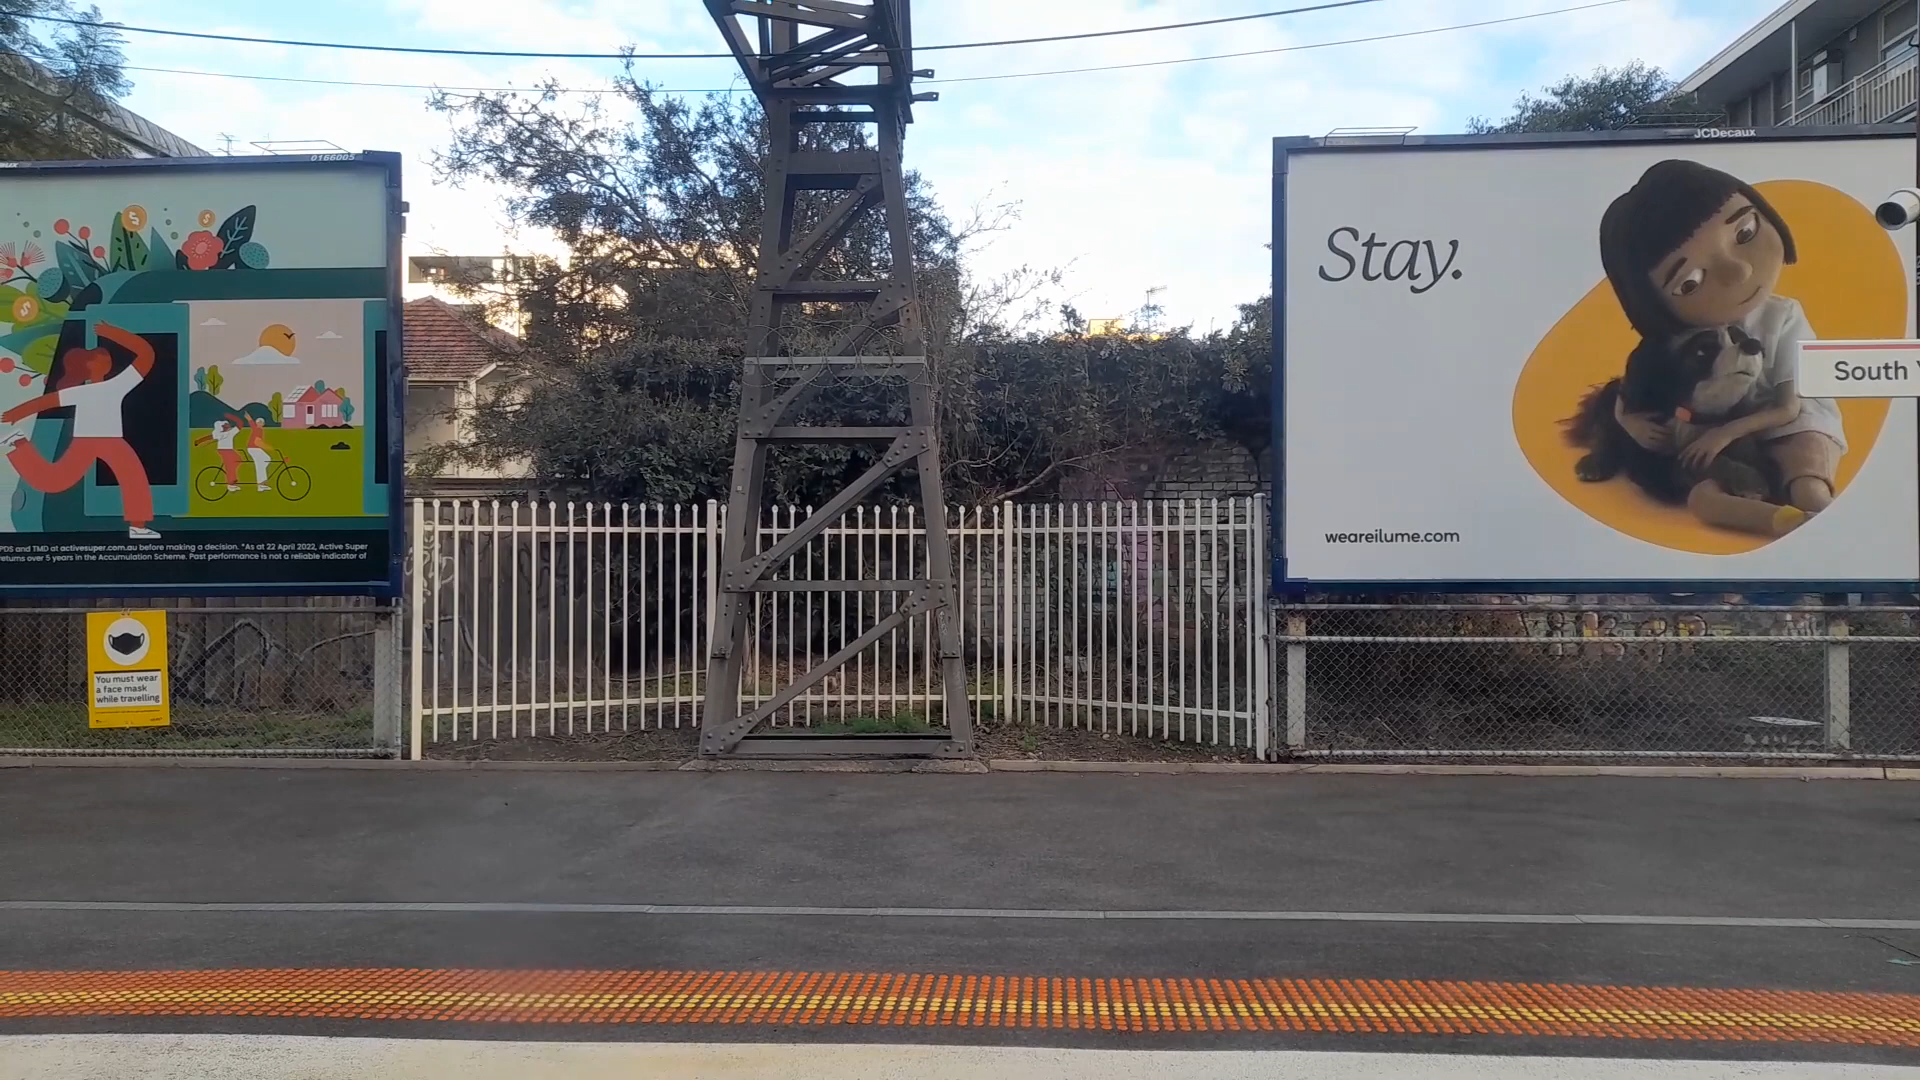 0166005
PDS and TMD at activesuper.com.au before making a decision. *As at 22 April 2022, Active Super
returns over 5 years in the Accumulation Scheme. Past performance is not a reliable indicator of
You must wear
a face mask
while travelling
JCDecaux
Stay.
weareilume.com
South